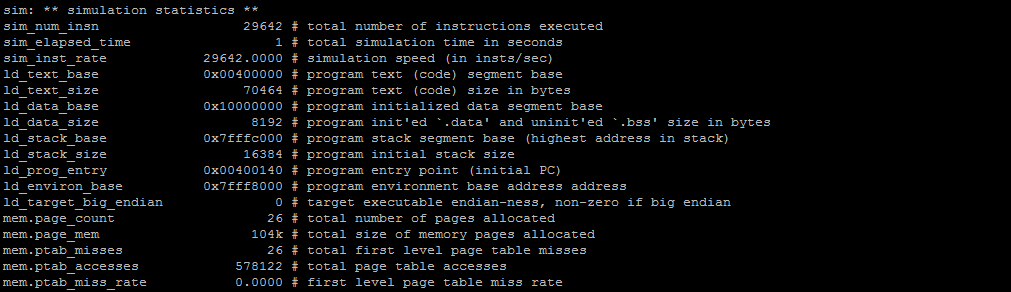 sim: ** simulation statistics **
sim_num_insn                 29642 # total number of instructions executed
sim_elapsed_time                 1 # total simulation time in seconds
sim_inst_rate           29642.0000 # simulation speed (in insts/sec)
ld_text_base            0x00400000 # program text (code) segment base
ld_text_size                 70464 # program text (code) size in bytes
ld_data_base            0x10000000 # program initialized data segment base
ld_data_size                  8192 # program init'ed `.data' and uninit'ed `.bss' size in bytes
ld_stack_base           0x7fffc000 # program stack segment base (highest address in stack)
ld_stack_size                16384 # program initial stack size
ld_prog_entry           0x00400140 # program entry point (initial PC)
ld_environ_base         0x7fff8000 # program environment base address address
ld_target_big_endian             0 # target executable endian-ness, non-zero if big endian
mem.page_count                  26 # total number of pages allocated
mem.page_mem                  104k # total size of memory pages allocated
mem.ptab_misses                 26 # total first level page table misses
mem.ptab_accesses           578122 # total page table accesses
mem.ptab_miss_rate          0.0000 # first level page table miss rate